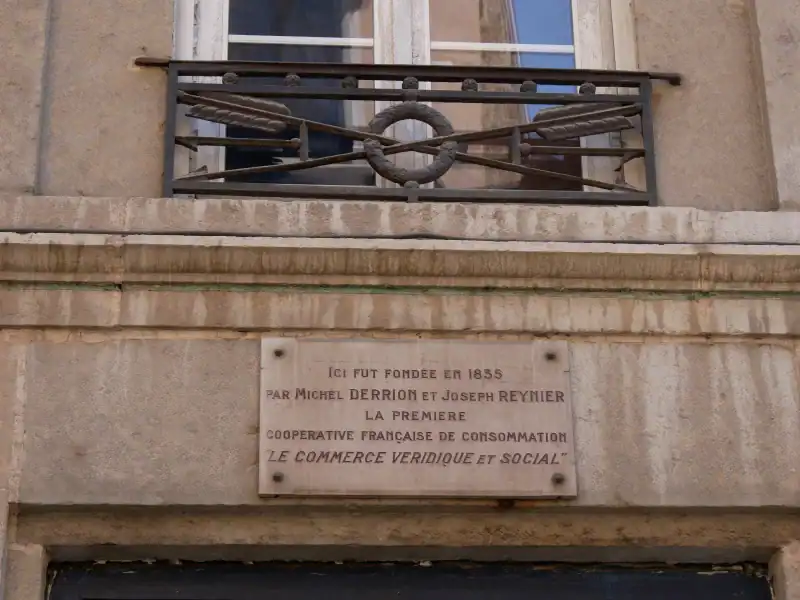 ICI FUT FONDÉE EN 1835
PAR MICHEL DERRION ET JOSEPH REYNIER
LA PREMIERE
COOPERATIVE FRANÇAISE DE CONSOMMATION
"LE COMMERCE VERIDIQUE ET SOCIAL"